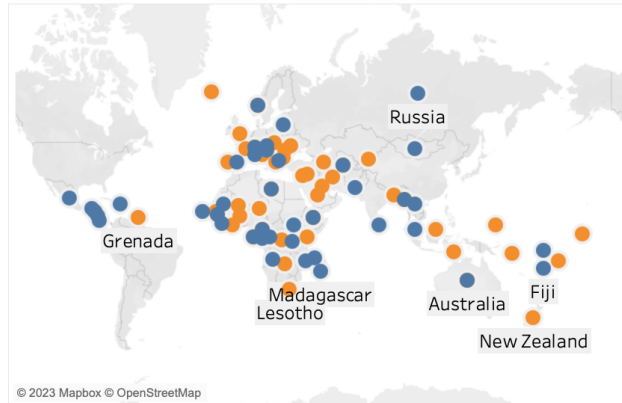 Russia
Grenada
Madagascar
Lesotho
Australia
Fiji
New Zealand
© 2023 Mapbox © OpenStreetMap